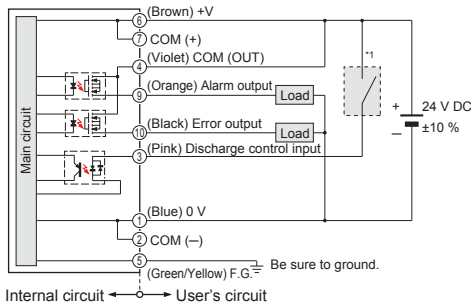 (Brown) +V
6
7
COM (+)
(Violet) COM (OUT)
4
*1
(Orange) Alarm output
9
Load
+
24 V DC
±10 %
–
(Black) Error output
10
Load
(Pink) Discharge control input
3
Main circuit
(Blue) 0 V
1
2
COM (—)
5
Be sure to ground.
(Green/Yellow) F.G.
Internal circuit
User's circuit